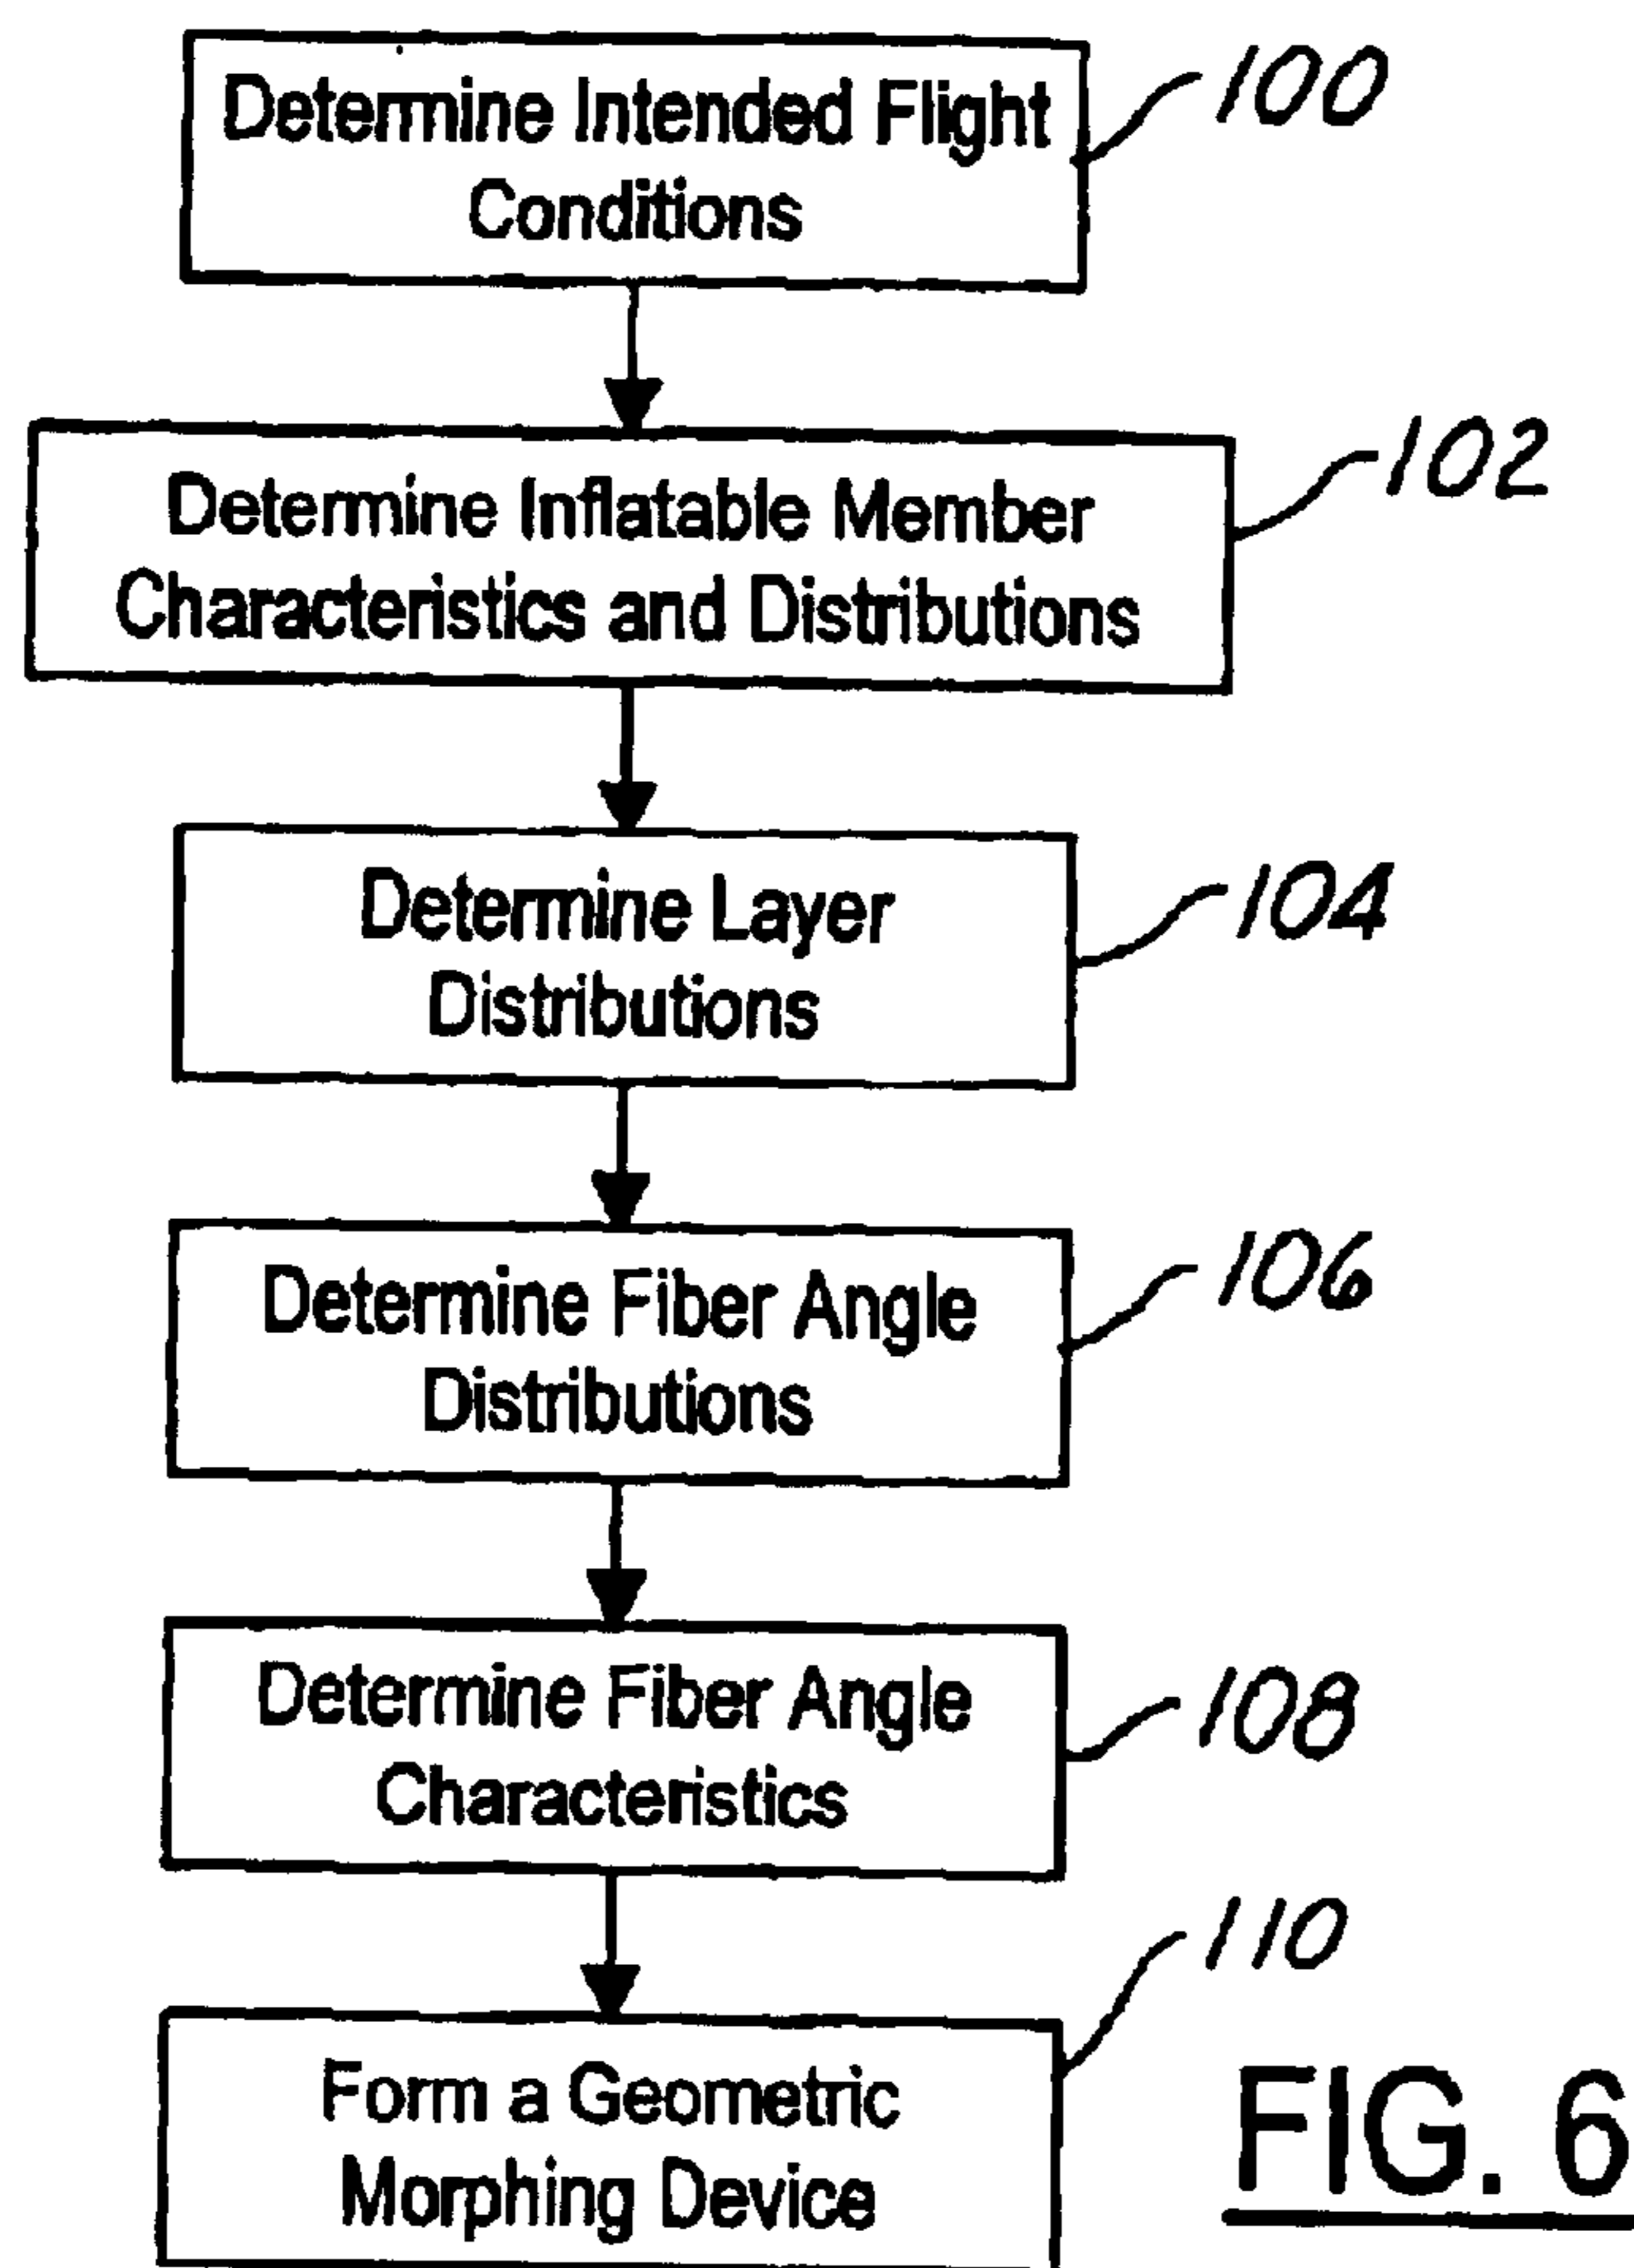 Determine Intended Flight
Conditions
100
Determine Inflatable Member
Characteristics and Distributions
102
Determine Layer
Distributions
104
Determine Fiber Angle
Distributions
106
Determine Fiber Angle
Characteristics
108
Form a Geometric
Morphing Device
110
FIG. 6